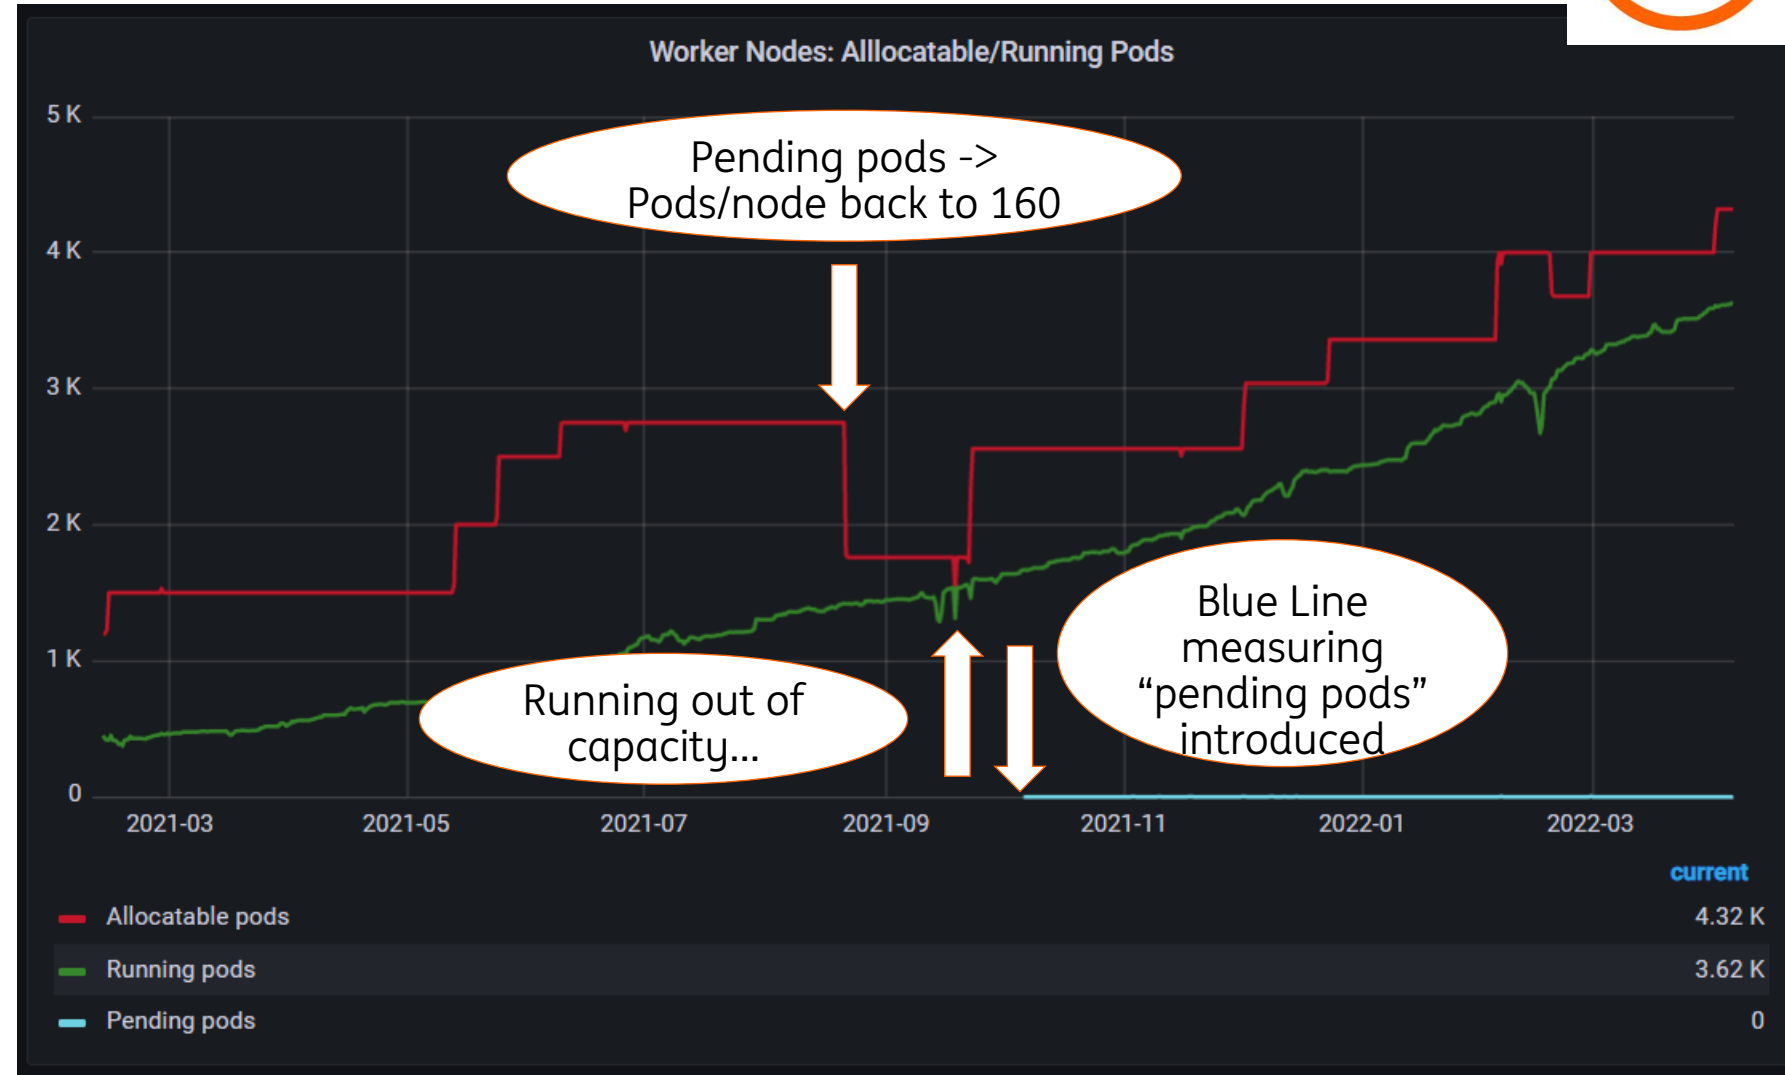 Worker Nodes: Alllocatable/Running Pods
5 K
4 K
3 K
2 K
1 K
0
Pending pods ->
Pods/node back to 160
Running out of
capacity...
Blue Line
measuring
“pending pods”
introduced
2021-03 2021-05 2021-07 2021-09 2021-11 2022-01 2022-03
current
Allocatable pods 4.32 K
Running pods 3.62 K
Pending pods 0